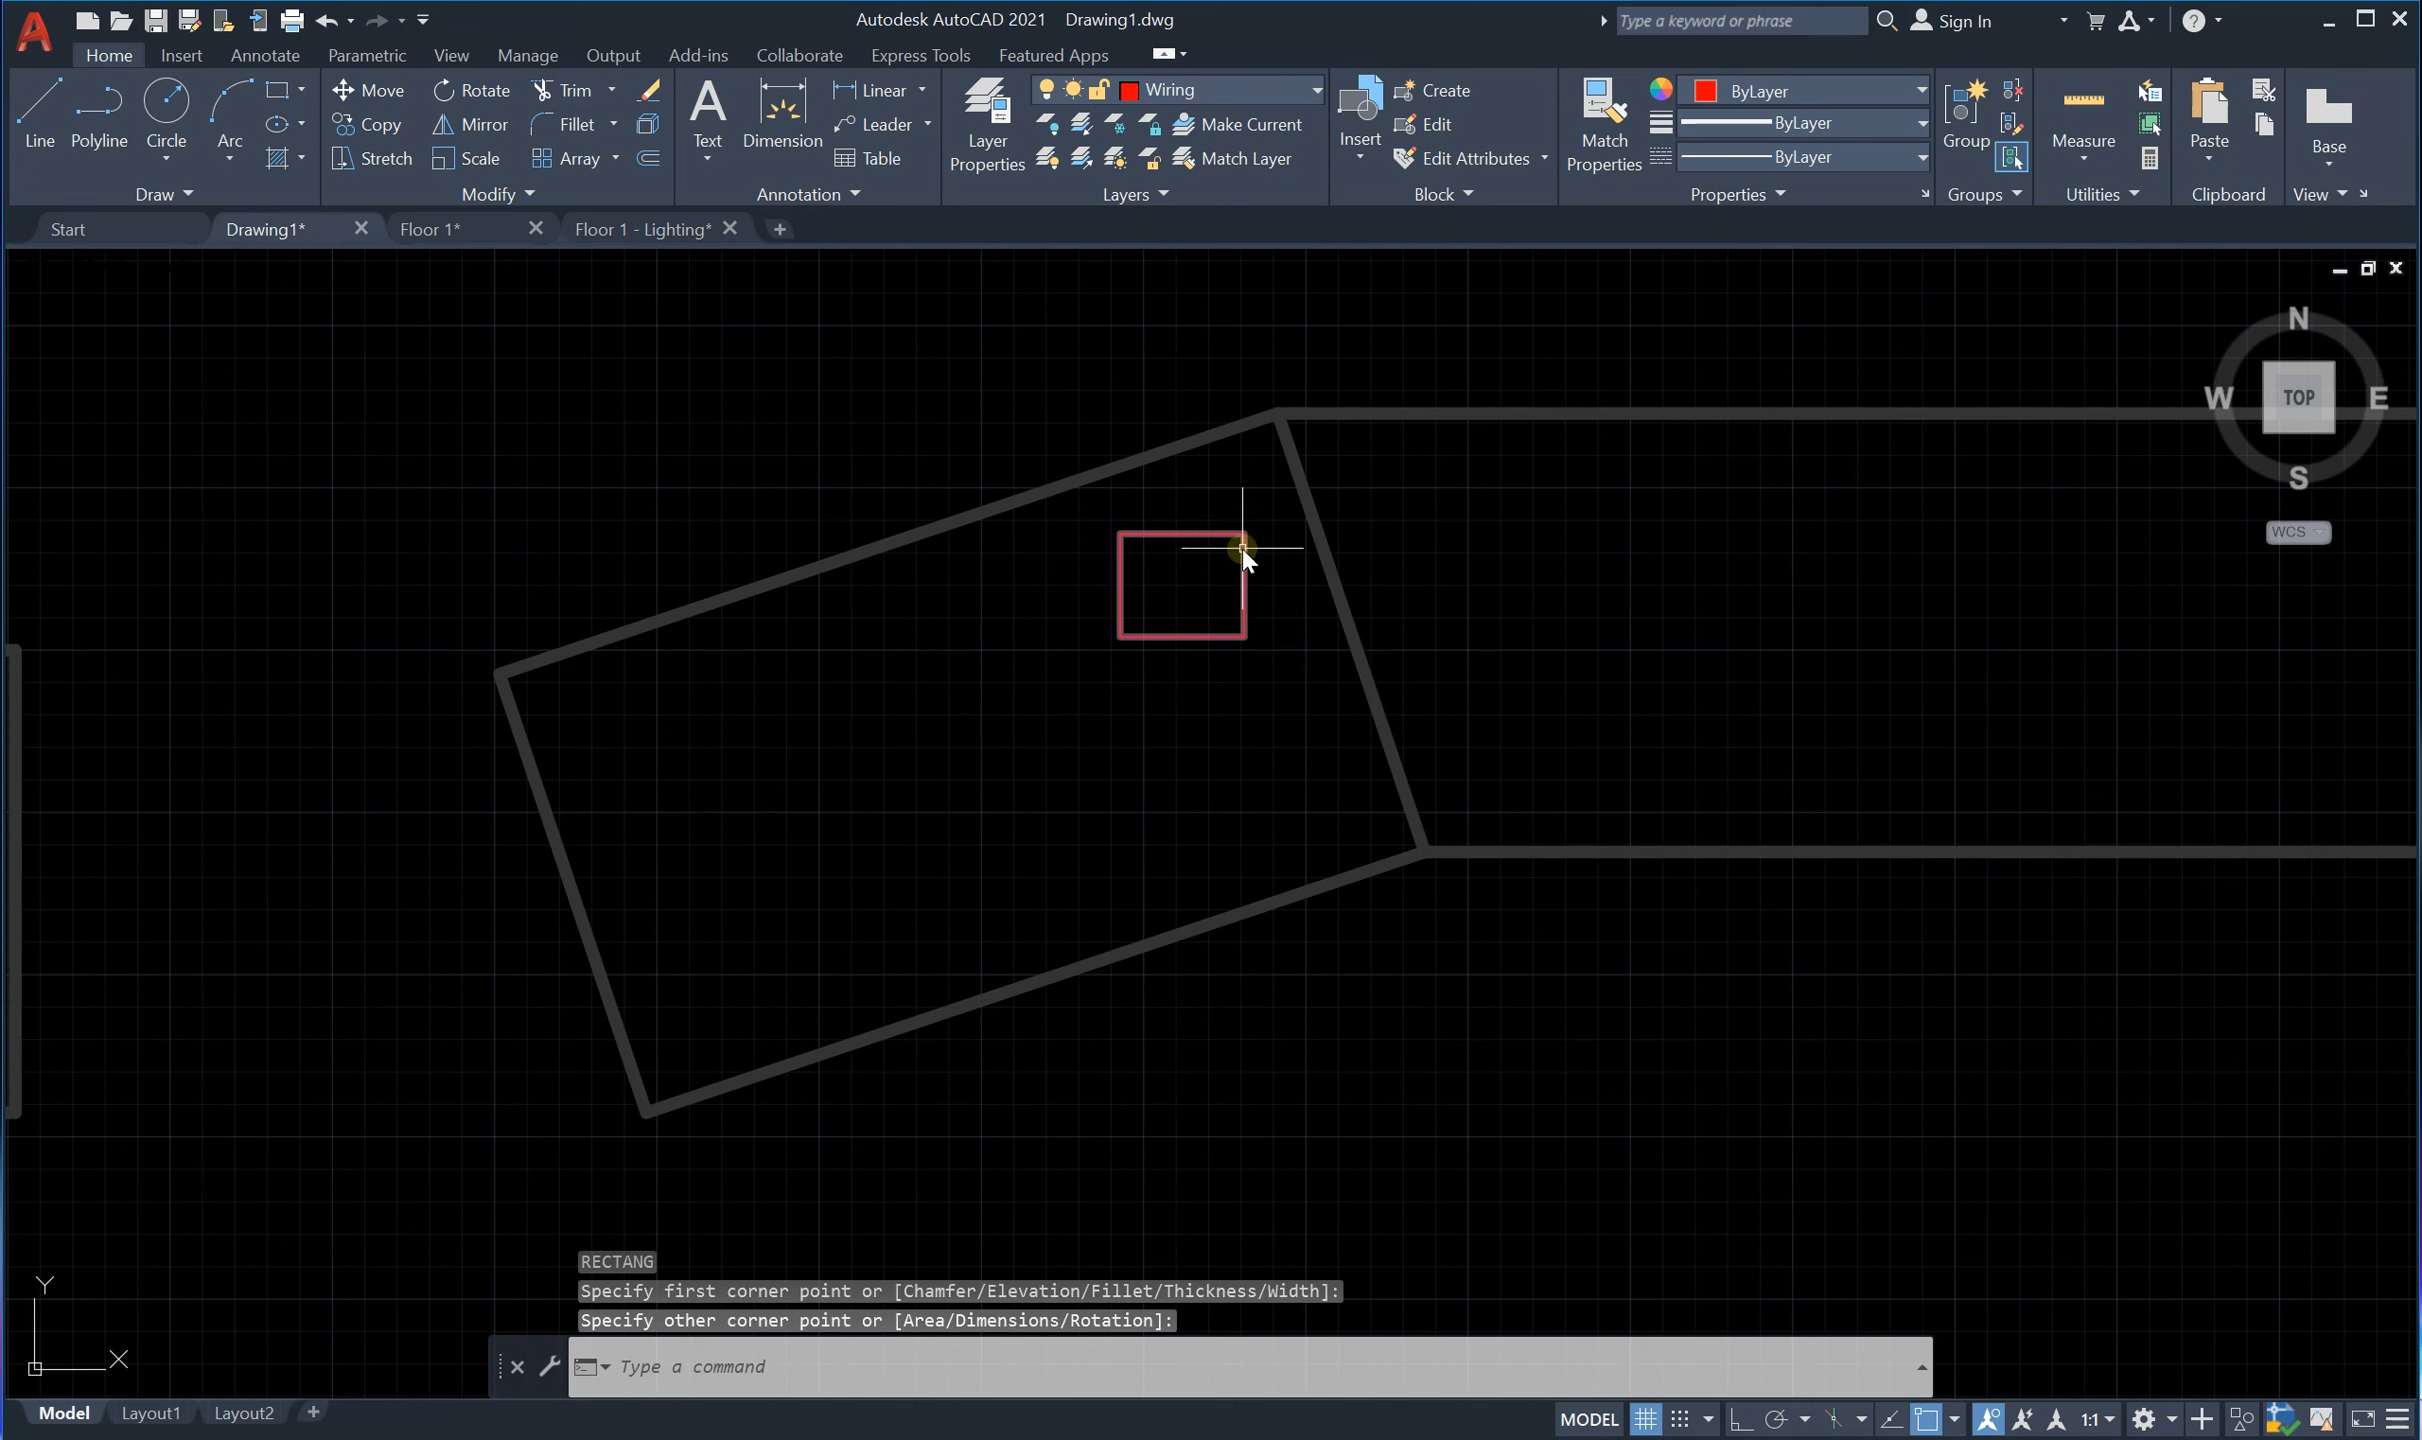 Autodesk AutoCAD 2021 Drawing1.dwg
Type a keyword or phrase
Sign In
Home Insert Annotate Parametric View Manage Output Add-ins Collaborate Express Tools Featured Apps
Line Polyline Circle Arc
Move Rotate Trim
Copy Mirror Fillet
Stretch Scale Array
Text Dimension
Linear
Leader
Table
Layer Properties
Wiring
Make Current
Match Layer
Insert
Create
Edit
Edit Attributes
Match Properties
ByLayer
ByLayer
ByLayer
Group
Measure
Paste
Base
Draw Modify Annotation Layers Block Properties Groups Utilities Clipboard View
Start Drawing1* Floor 1* Floor 1 - Lighting*
N
W TOP E
S
WCS
RECTANG
Specify first corner point or [Chamfer/Elevation/Fillet/Thickness/Width]:
Specify other corner point or [Area/Dimensions/Rotation]:
Type a command
Y
X
Model Layout1 Layout2
MODEL 1:1